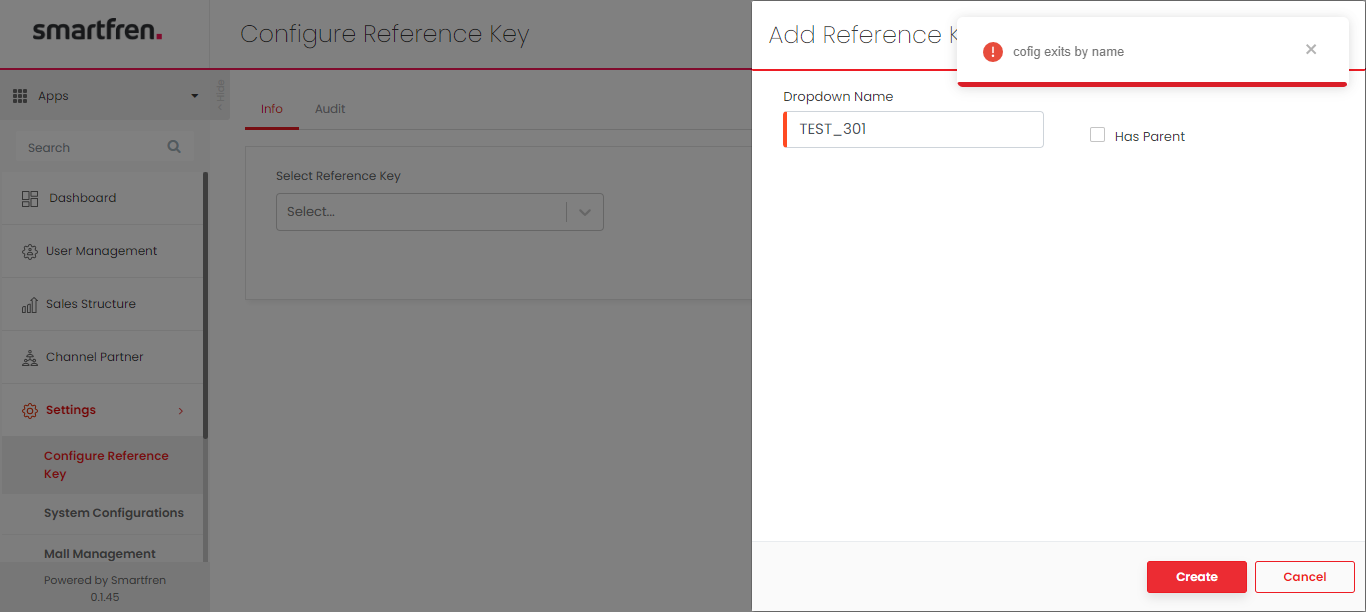 smartfren.
Configure Reference Key
Add Reference K
cofig exits by name
Apps
< Hide
Info
Audit
Dropdown Name
TEST_301
Has Parent
Search
Select Reference Key
Select...
Dashboard
User Management
Sales Structure
Channel Partner
Settings
Configure Reference
Key
System Configurations
Mall Management
Powered by Smartfren
0.1.45
Create
Cancel